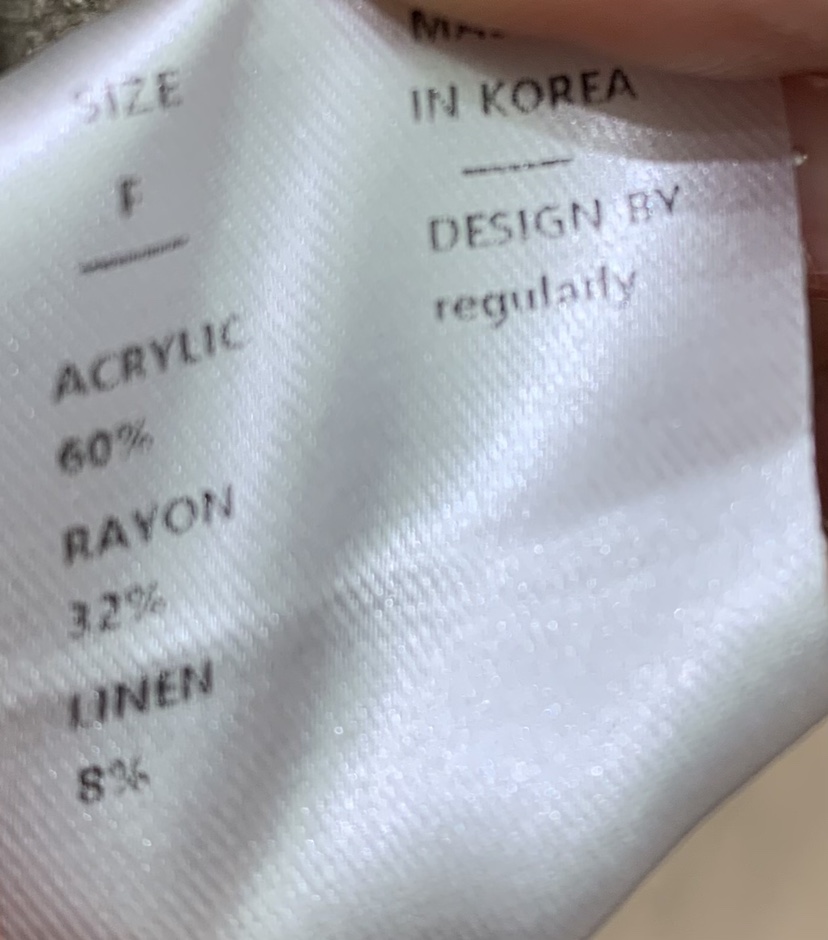 SIZE
F
ACRYLIC
60%
RAYON
32%
LINEN
8%
IN KOREA
DESIGN BY
regularly